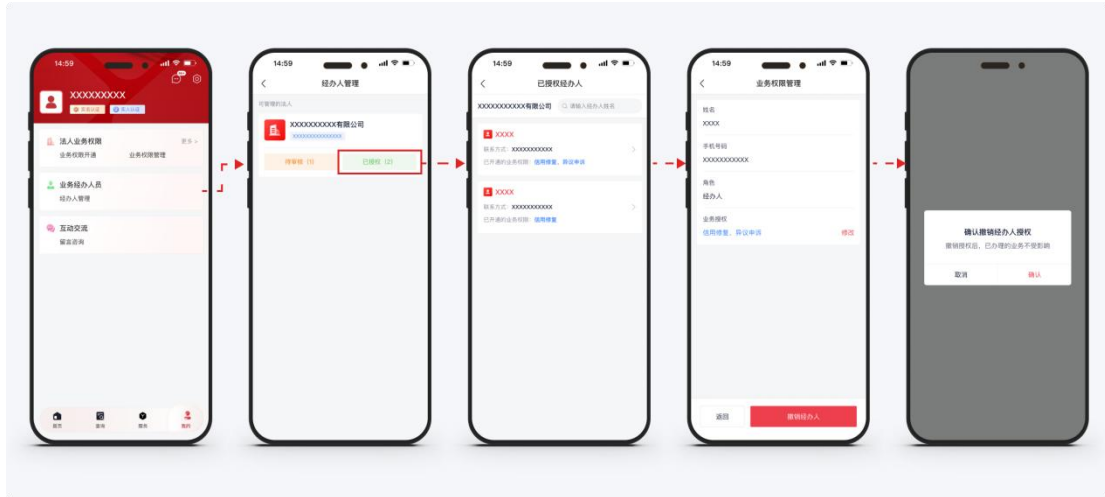 14:59
XXXXXXXXX
法人业务权限
更多 >
业务权限开通
业务权限管理
业务经办人员
经办人管理
互动交流
留言咨询
首页
查询
服务
我的
14:59
经办人管理
可管理的法人
XXXXXXXXXX有限公司
XXXXXXXXXXXXXXX
待审核 (1)
已授权 (2)
14:59
已授权经办人
XXXXXXXXXXX有限公司
请输入经办人姓名
XXXX
联系方式: XXXXXXXXXXX
已开通的业务权限: 信用修复、异议申诉
XXXX
联系方式: XXXXXXXXXXX
已开通的业务权限: 信用修复
14:59
业务权限管理
姓名
XXXX
手机号码
XXXXXXXXXXX
角色
经办人
业务授权
信用修复、异议申诉
修改
返回
撤销经办人
确认撤销经办人授权
撤销授权后，已办理的业务不受影响
取消
确认